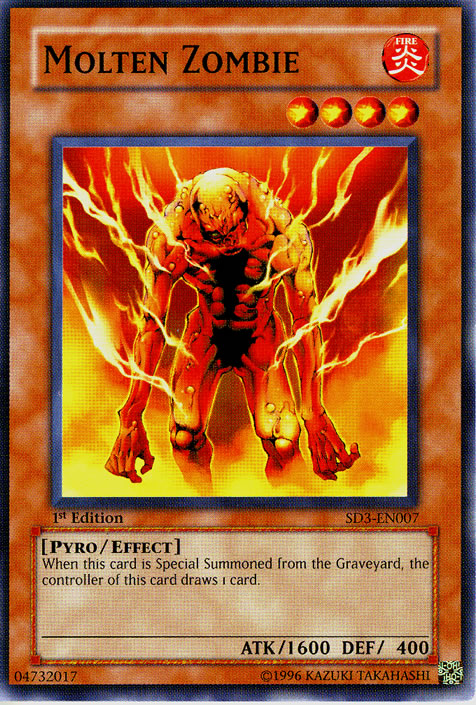 MOLTEN ZOMBIE
FIRE
炎
1st Edition
SD3-EN007
[PYRO/EFFECT]
When this card is Special Summoned from the Graveyard, the
controller of this card draws 1 card.
ATK/1600 DEF/ 400
04732017
©1996 KAZUKI TAKAHASHI